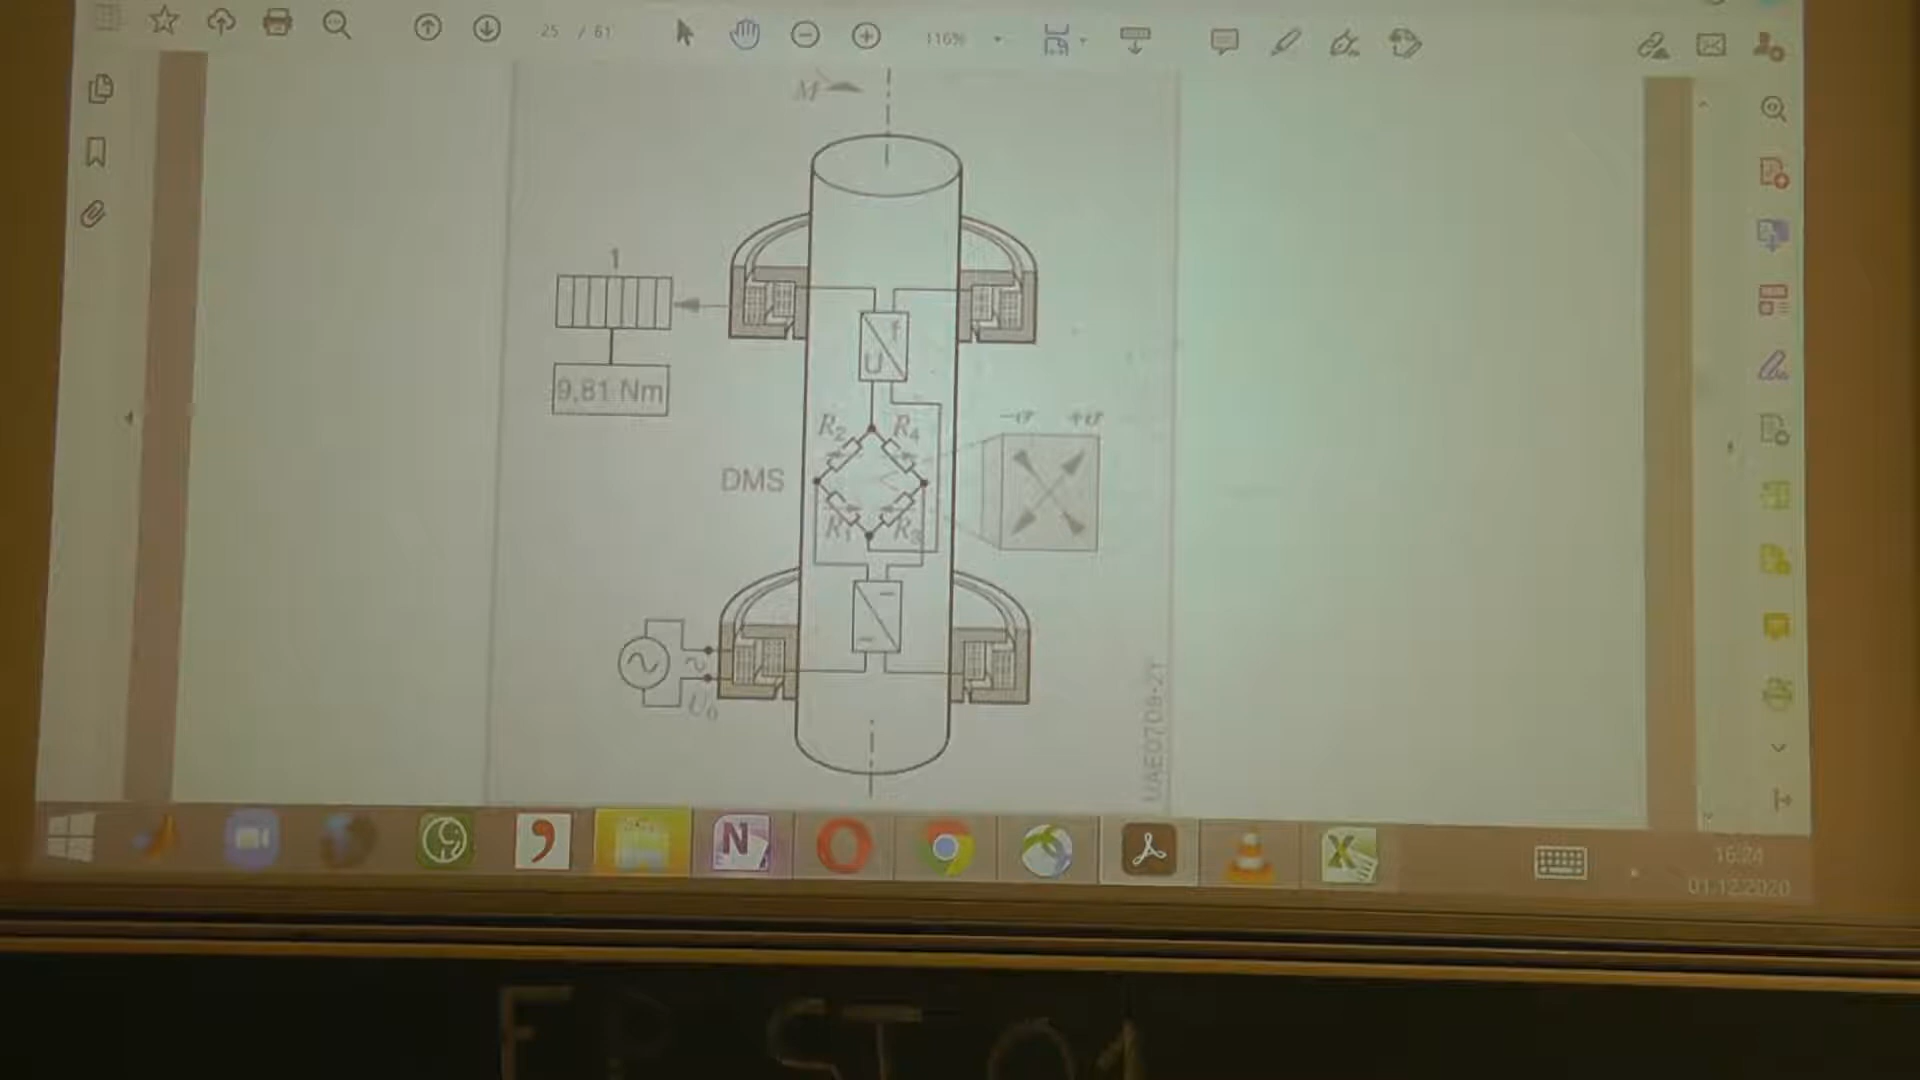 25 / 61
116%
M
1
f
U
9,81 Nm
R2 R4
−σ +σ
DMS
R1 R3
~
U0
UAE0709-2T
N
X
16:24
01.12.2020